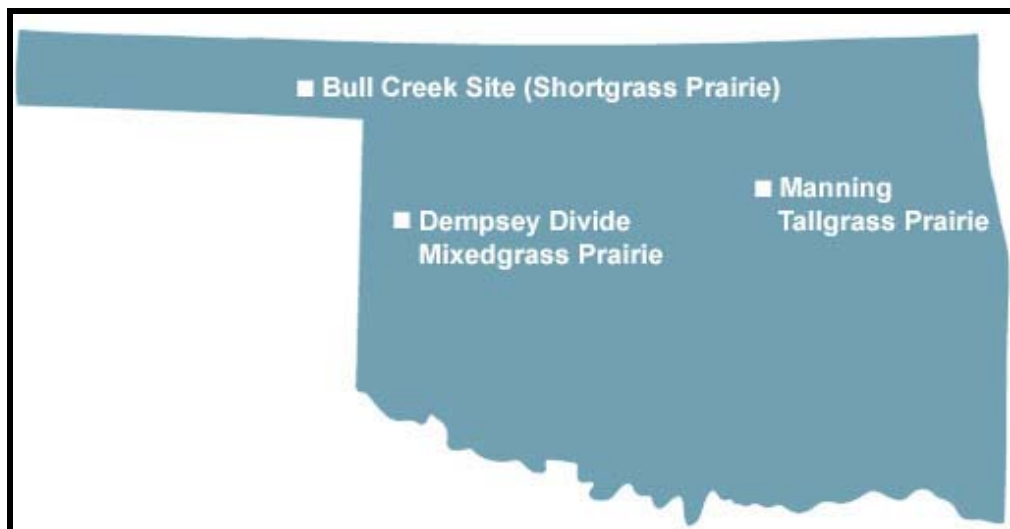 Bull Creek Site (Shortgrass Prairie)
Manning
Tallgrass Prairie
Dempsey Divide
Mixedgrass Prairie